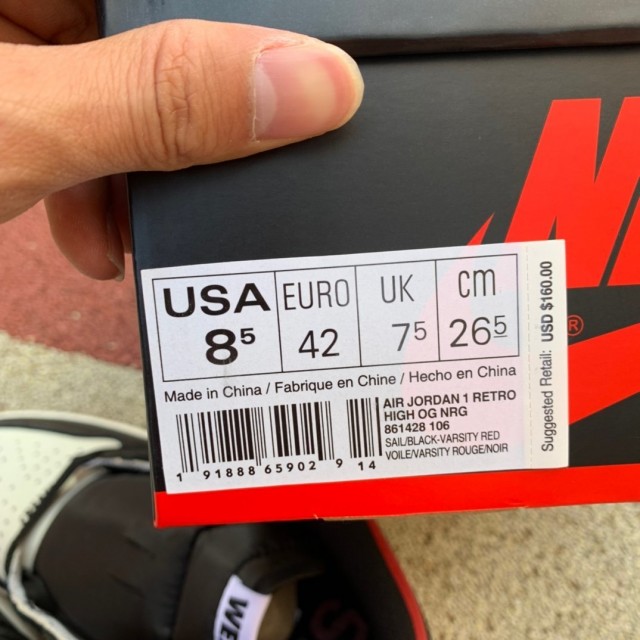 NI
®
USA EURO UK cm
8⁵ 42 7⁵ 26⁵
Made in China / Fabrique en Chine / Hecho en China
AIR JORDAN 1 RETRO
HIGH OG NRG
861428 106
SAIL/BLACK-VARSITY RED
VOILE/VARSITY ROUGE/NOIR
1 91888 65902 9 14
Suggested Retail: USD $160.00
WE